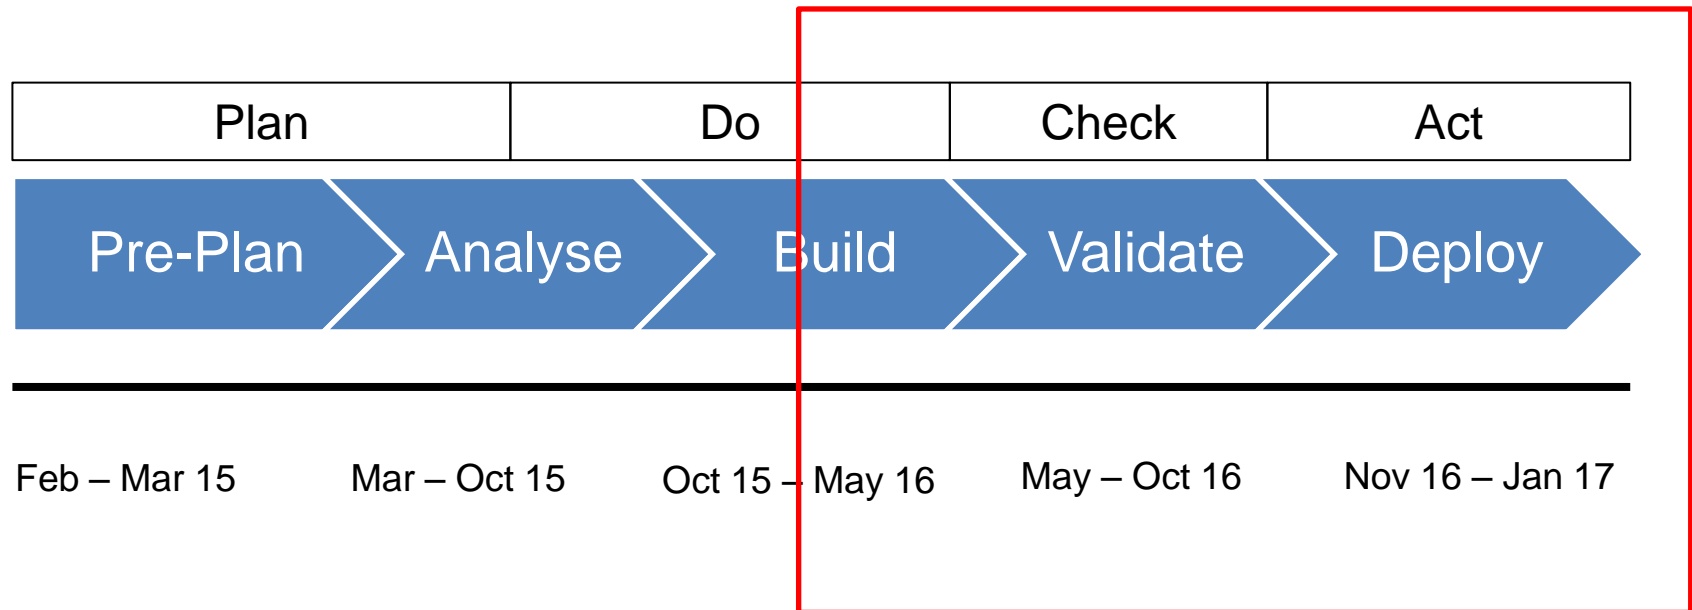 Plan Do Check Act
Pre-Plan Analyse Build Validate Deploy
Feb – Mar 15 Mar – Oct 15 Oct 15 – May 16 May – Oct 16 Nov 16 – Jan 17